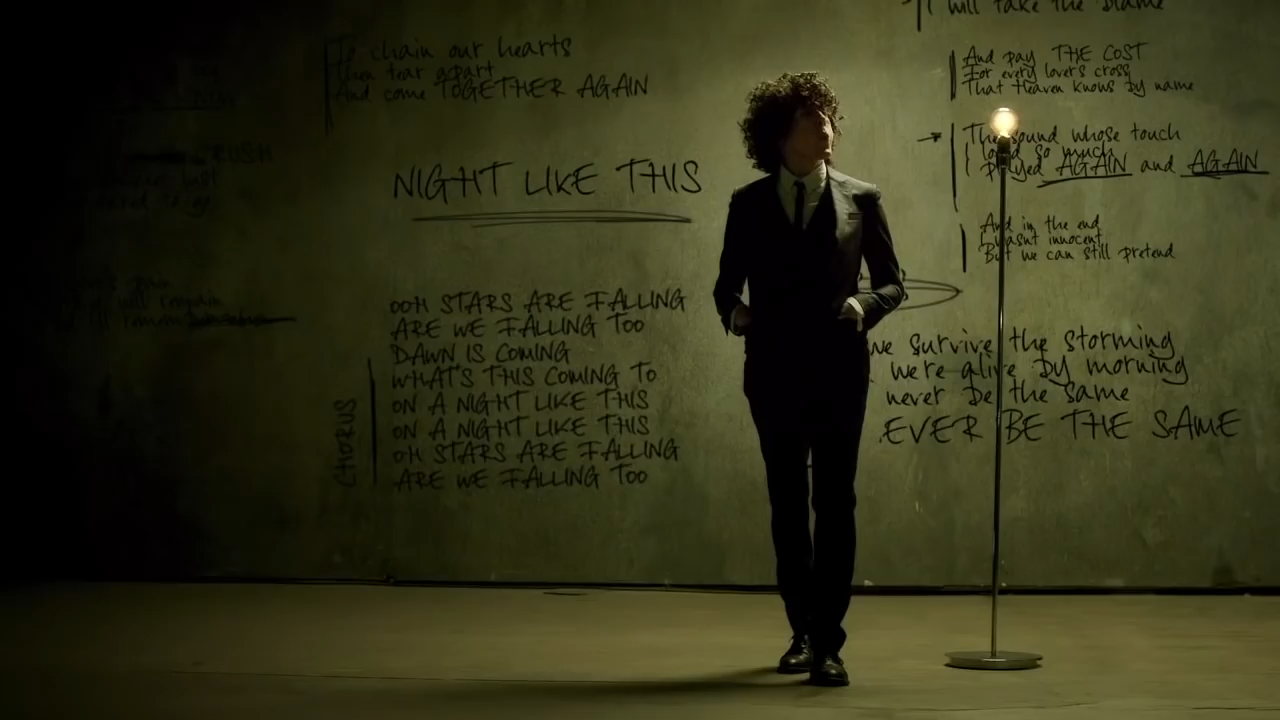 To chain our hearts
Then tear apart
And come TOGETHER AGAIN
NIGHT LIKE THIS
OOH STARS ARE FALLING
ARE WE FALLING TOO
DAWN IS COMING
WHAT'S THIS COMING TO
ON A NIGHT LIKE THIS
ON A NIGHT LIKE THIS
OH STARS ARE FALLING
ARE WE FALLING TOO
CHORUS
I will take the blame
And pay THE COST
For every lovers cross
That Heaven knows by name
The sound whose touch
I loved so much
I played AGAIN and AGAIN
And in the end
I wasnt innocent
But we can still pretend
we survive the storming
we're alive by morning
never be the same
EVER BE THE SAME
RUSH
will remain